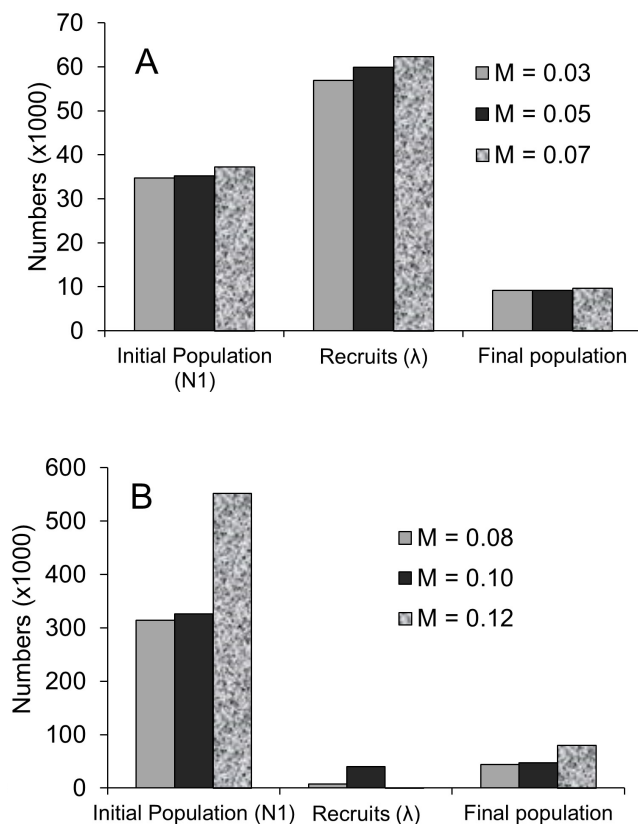 70
60
50
40
30
20
10
0
Numbers (x1000)
A
M = 0.03
M = 0.05
M = 0.07
Initial Population
(N1)
Recruits (λ)
Final population
600
500
400
300
200
100
0
Numbers (x1000)
B
M = 0.08
M = 0.10
M = 0.12
Initial Population (N1)
Recruits (λ)
Final population